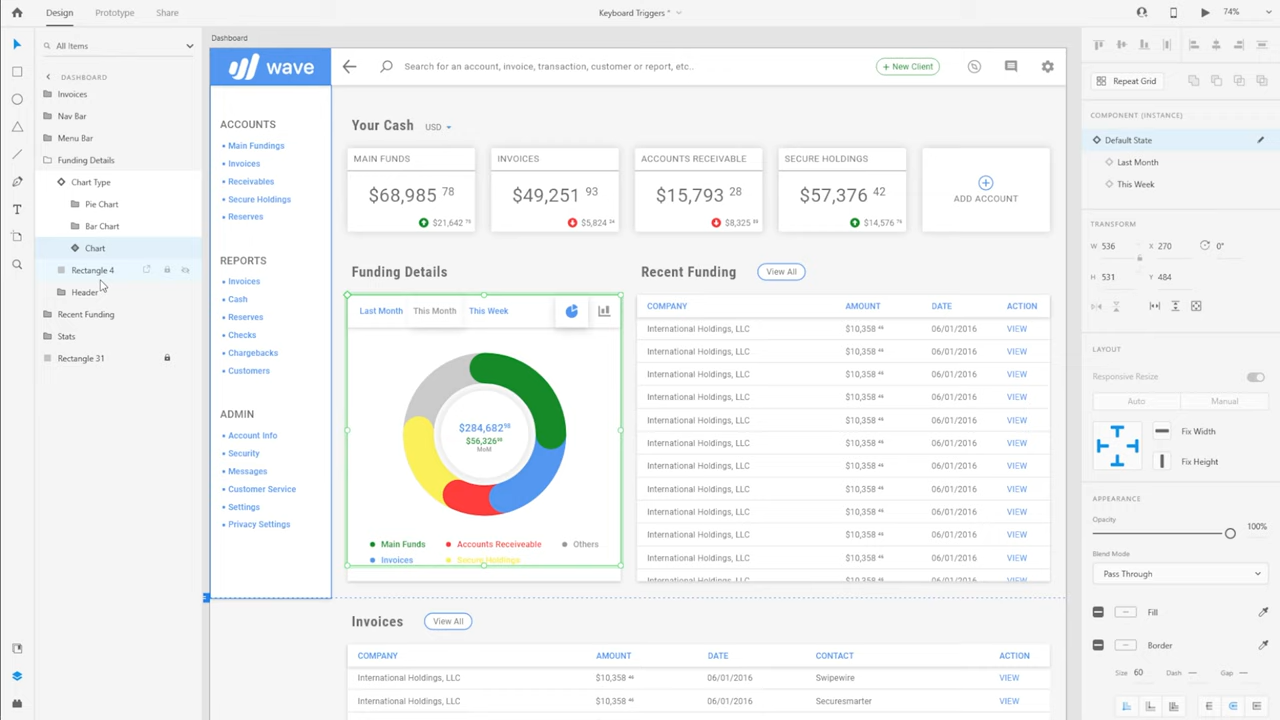 Design Prototype Share Keyboard Triggers * 74%
All Items
DASHBOARD
Invoices
Nav Bar
Menu Bar
Funding Details
Chart Type
Pie Chart
Bar Chart
Chart
Rectangle 4
Header
Recent Funding
Stats
Rectangle 31
Dashboard
wave
Search for an account, invoice, transaction, customer or report, etc..
+ New Client
ACCOUNTS
• Main Fundings
• Invoices
• Receivables
• Secure Holdings
• Reserves
REPORTS
• Invoices
• Cash
• Reserves
• Checks
• Chargebacks
• Customers
ADMIN
• Account Info
• Security
• Messages
• Customer Service
• Settings
• Privacy Settings
Your Cash USD
MAIN FUNDS
$68,985 78
$21,642
INVOICES
$49,251 93
$5,824
ACCOUNTS RECEIVABLE
$15,793 28
$8,325
SECURE HOLDINGS
$57,376 42
$14,576
ADD ACCOUNT
Funding Details
Last Month This Month This Week
$284,682
$56,326
MoM
Main Funds Accounts Receiveable Others
Invoices Secure Holdings
Recent Funding View All
COMPANY AMOUNT DATE ACTION
International Holdings, LLC $10,358 06/01/2016 VIEW
International Holdings, LLC $10,358 06/01/2016 VIEW
International Holdings, LLC $10,358 06/01/2016 VIEW
International Holdings, LLC $10,358 06/01/2016 VIEW
International Holdings, LLC $10,358 06/01/2016 VIEW
International Holdings, LLC $10,358 06/01/2016 VIEW
International Holdings, LLC $10,358 06/01/2016 VIEW
International Holdings, LLC $10,358 06/01/2016 VIEW
International Holdings, LLC $10,358 06/01/2016 VIEW
International Holdings, LLC $10,358 06/01/2016 VIEW
International Holdings, LLC $10,358 06/01/2016 VIEW
International Holdings, LLC $10,358 06/01/2016 VIEW
Invoices View All
COMPANY AMOUNT DATE CONTACT ACTION
International Holdings, LLC $10,358 06/01/2016 Swipewire VIEW
International Holdings, LLC $10,358 06/01/2016 Securesmarter VIEW
Repeat Grid
COMPONENT (INSTANCE)
Default State
Last Month
This Week
TRANSFORM
W 536 X 270 0°
H 531 Y 484
LAYOUT
Responsive Resize
Auto Manual
Fix Width
Fix Height
APPEARANCE
Opacity
100%
Blend Mode
Pass Through
Fill
Border
Size 60 Dash Gap